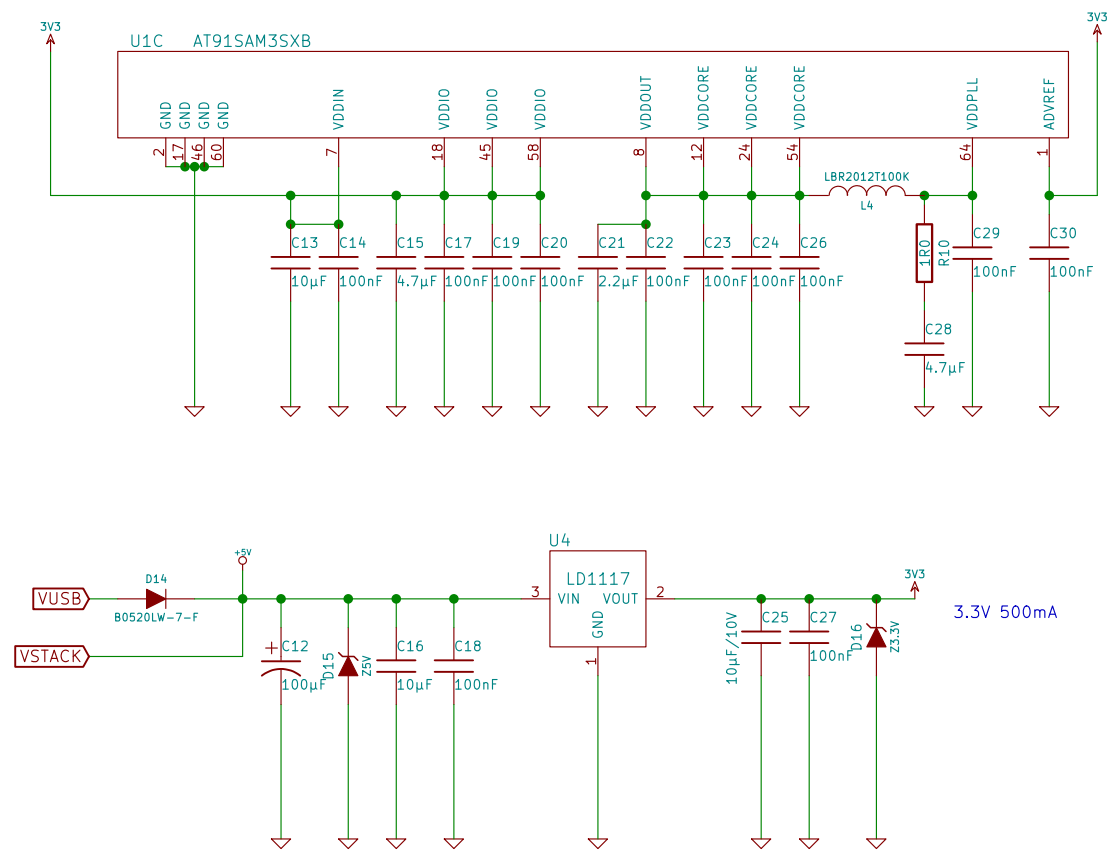 3V3
3V3
U1C AT91SAM3SXB
GND
GND
GND
GND
VDDIN
VDDIO
VDDIO
VDDIO
VDDOUT
VDDCORE
VDDCORE
VDDCORE
VDDPLL
ADVREF
2
17
46
60
7
18
45
58
8
12
24
54
64
1
LBR2012T100K
L4
C13
10µF
C14
100nF
C15
4.7µF
C17
100nF
C19
100nF
C20
100nF
C21
2.2µF
C22
100nF
C23
100nF
C24
100nF
C26
100nF
1R0
R10
C29
100nF
C30
100nF
C28
4.7µF
U4
LD1117
VIN
VOUT
GND
3
2
1
+5V
D14
B0520LW-7-F
VUSB
VSTACK
C12
100µF
D15
Z5V
C16
10µF
C18
100nF
3V3
C25
10µF/10V
C27
100nF
D16
Z3.3V
3.3V 500mA